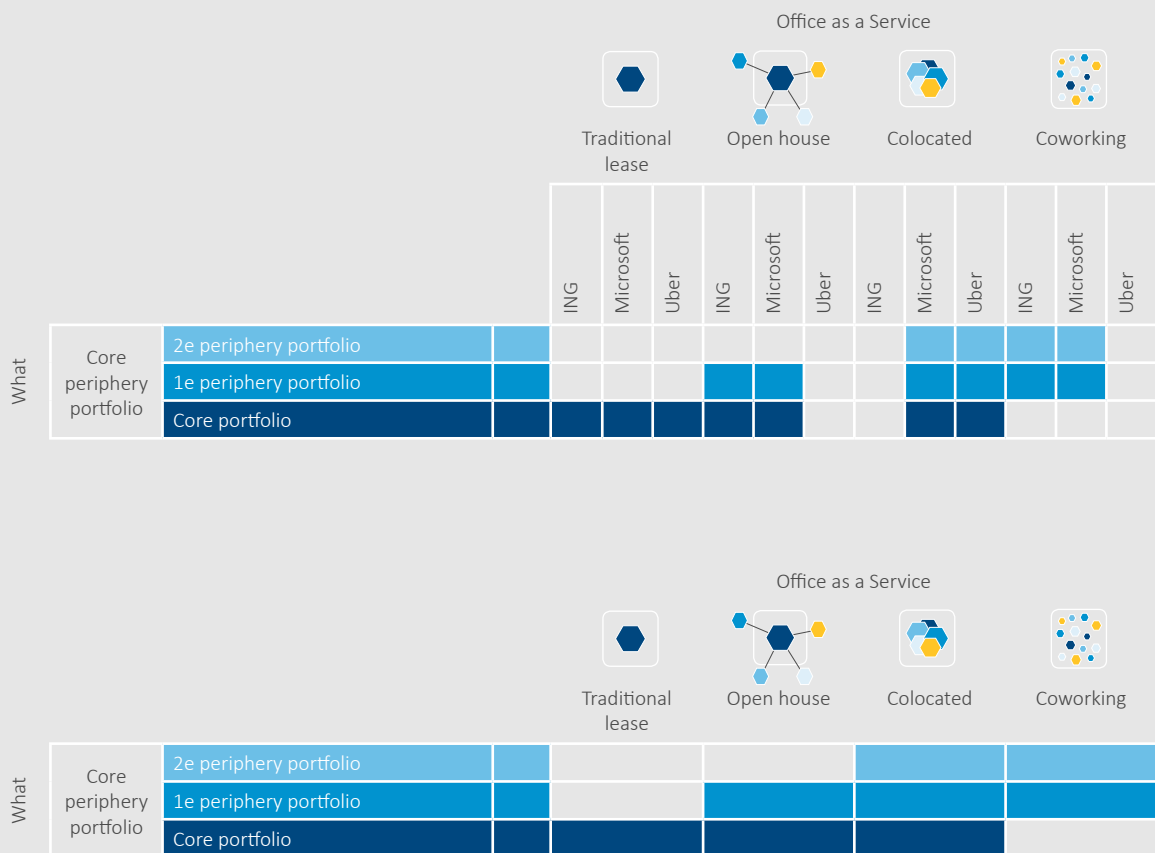 Office as a Service
Traditional
lease
Open house
Colocated
Coworking
ING
Microsoft
Uber
ING
Microsoft
Uber
ING
Microsoft
Uber
ING
Microsoft
Uber
What
Core
periphery
portfolio
2e periphery portfolio
1e periphery portfolio
Core portfolio
Office as a Service
Traditional
lease
Open house
Colocated
Coworking
What
Core
periphery
portfolio
2e periphery portfolio
1e periphery portfolio
Core portfolio